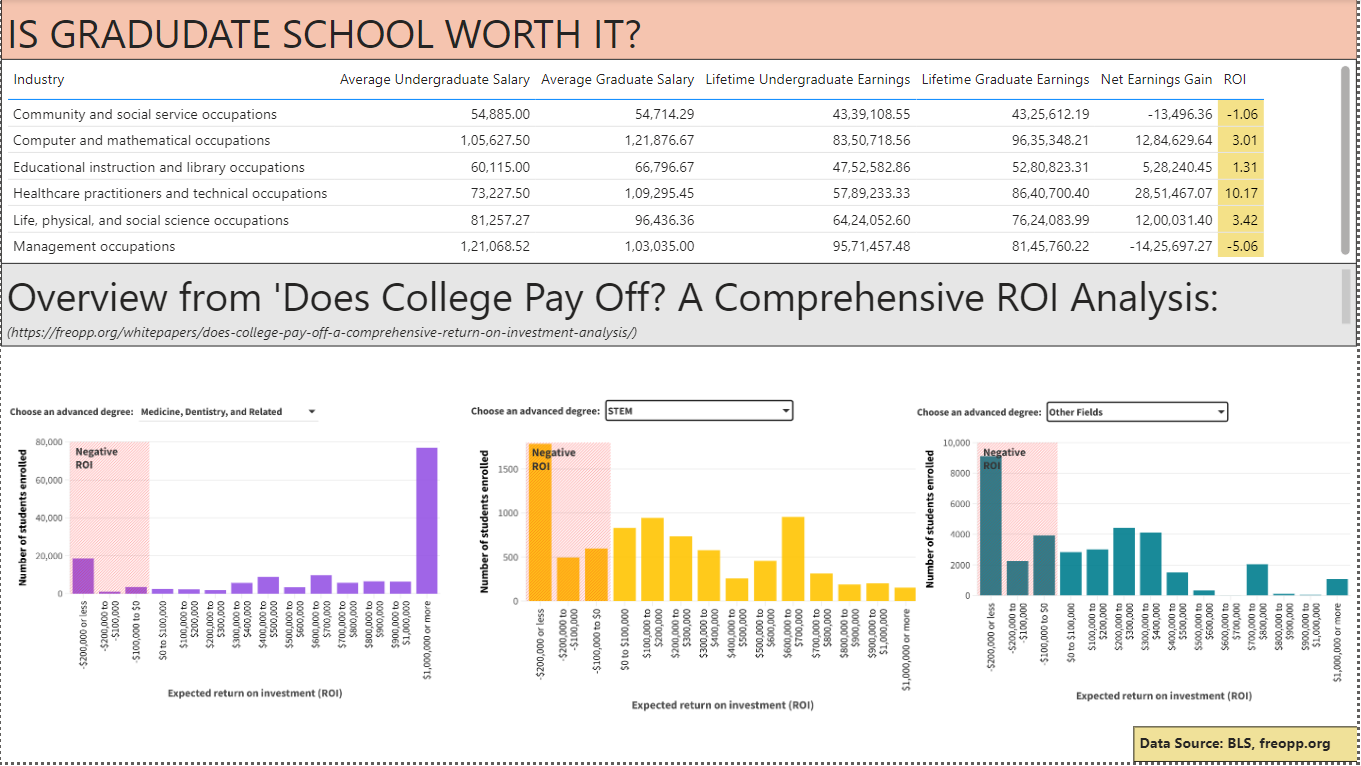 IS GRADUDATE SCHOOL WORTH IT?
Industry Average Undergraduate Salary Average Graduate Salary Lifetime Undergraduate Earnings Lifetime Graduate Earnings Net Earnings Gain ROI
Community and social service occupations 54,885.00 54,714.29 43,39,108.55 43,25,612.19 -13,496.36 -1.06
Computer and mathematical occupations 1,05,627.50 1,21,876.67 83,50,718.56 96,35,348.21 12,84,629.64 3.01
Educational instruction and library occupations 60,115.00 66,796.67 47,52,582.86 52,80,823.31 5,28,240.45 1.31
Healthcare practitioners and technical occupations 73,227.50 1,09,295.45 57,89,233.33 86,40,700.40 28,51,467.07 10.17
Life, physical, and social science occupations 81,257.27 96,436.36 64,24,052.60 76,24,083.99 12,00,031.40 3.42
Management occupations 1,21,068.52 1,03,035.00 95,71,457.48 81,45,760.22 -14,25,697.27 -5.06
Overview from 'Does College Pay Off? A Comprehensive ROI Analysis:
(https://freopp.org/whitepapers/does-college-pay-off-a-comprehensive-return-on-investment-analysis/)
Choose an advanced degree: Medicine, Dentistry, and Related
Number of students enrolled
80,000
60,000
40,000
20,000
0
Negative
ROI
-$200,000 or less
-$200,000 to
-$100,000
-$100,000 to $0
$0 to $100,000
$100,000 to
$200,000
$200,000 to
$300,000
$300,000 to
$400,000
$400,000 to
$500,000
$500,000 to
$600,000
$600,000 to
$700,000
$700,000 to
$800,000
$800,000 to
$900,000
$900,000 to
$1,000,000
$1,000,000 or more
Expected return on investment (ROI)
Choose an advanced degree: STEM
Number of students enrolled
1500
1000
500
0
Negative
ROI
-$200,000 or less
-$200,000 to
-$100,000
-$100,000 to $0
$0 to $100,000
$100,000 to
$200,000
$200,000 to
$300,000
$300,000 to
$400,000
$400,000 to
$500,000
$500,000 to
$600,000
$600,000 to
$700,000
$700,000 to
$800,000
$800,000 to
$900,000
$900,000 to
$1,000,000
$1,000,000 or more
Expected return on investment (ROI)
Choose an advanced degree: Other Fields
Number of students enrolled
10,000
8000
6000
4000
2000
0
Negative
ROI
-$200,000 or less
-$200,000 to
-$100,000
-$100,000 to $0
$0 to $100,000
$100,000 to
$200,000
$200,000 to
$300,000
$300,000 to
$400,000
$400,000 to
$500,000
$500,000 to
$600,000
$600,000 to
$700,000
$700,000 to
$800,000
$800,000 to
$900,000
$900,000 to
$1,000,000
$1,000,000 or more
Expected return on investment (ROI)
Data Source: BLS, freopp.org